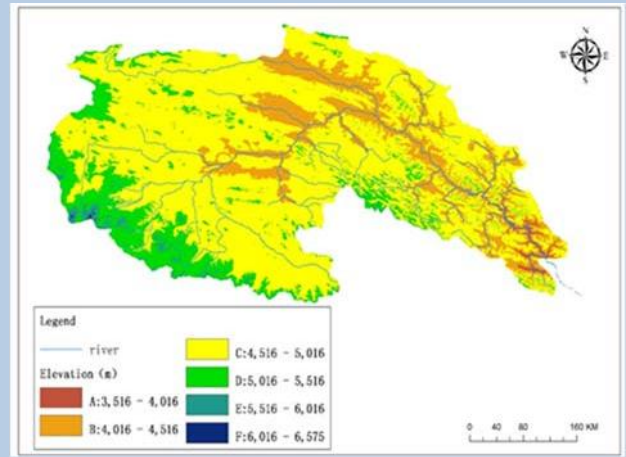 N
W E
S
Legend
river
Elevation (m)
A:3,516 - 4,016
B:4,016 - 4,516
C:4,516 - 5,016
D:5,016 - 5,516
E:5,516 - 6,016
F:6,016 - 6,575
0 40 80 160 KM